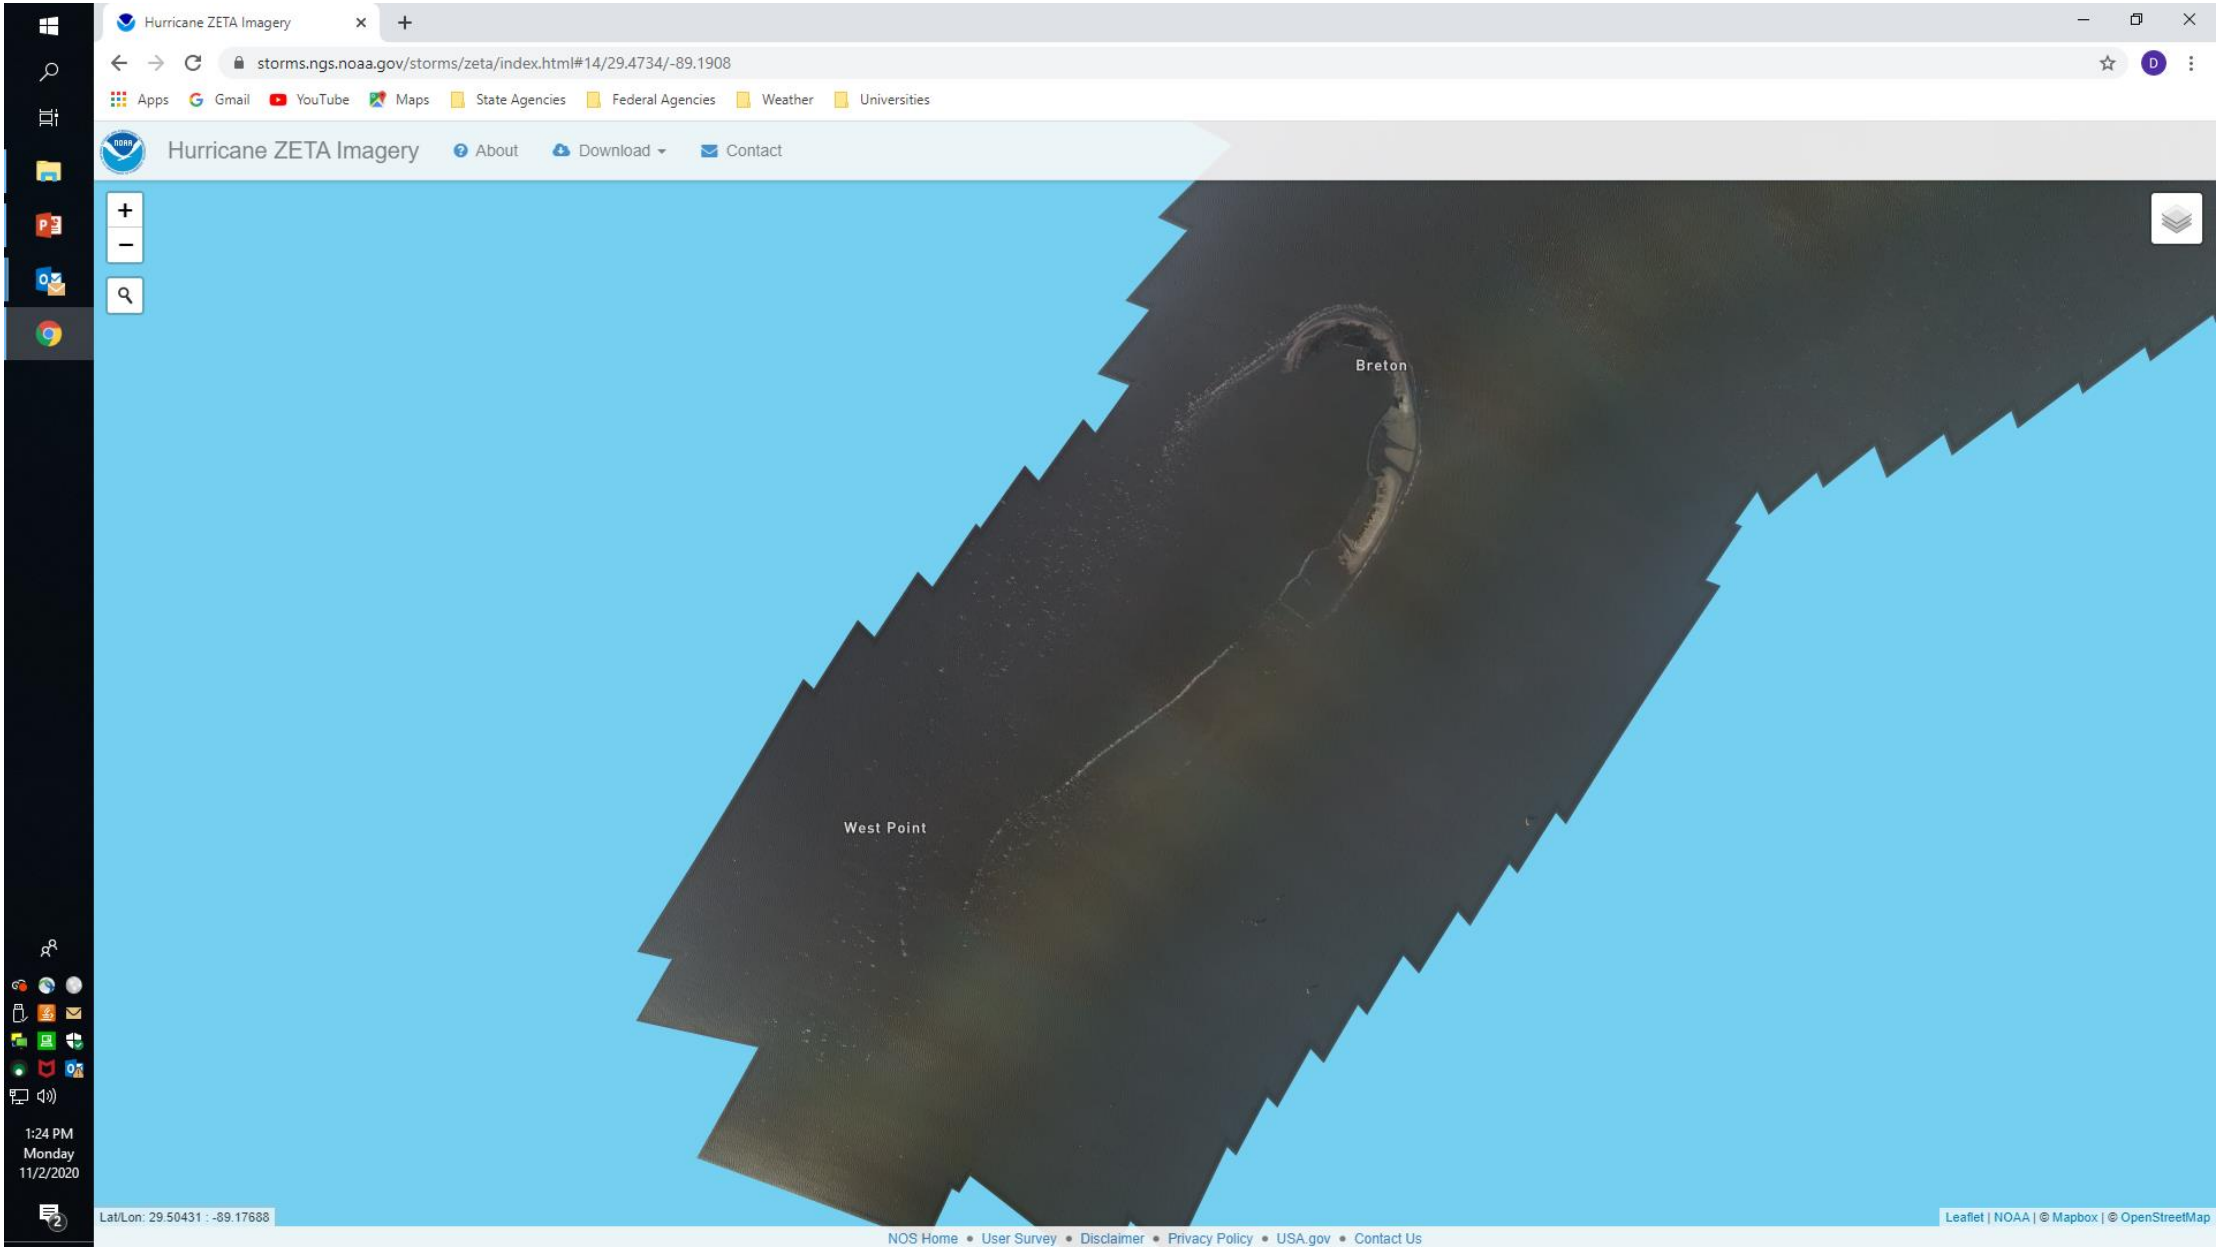 Hurricane ZETA Imagery
storms.ngs.noaa.gov/storms/zeta/index.html#14/29.4734/-89.1908
D
Apps Gmail YouTube Maps State Agencies Federal Agencies Weather Universities
NOAA Hurricane ZETA Imagery About Download Contact
+
−
Breton
West Point
1:24 PM
Monday
11/2/2020
2
Lat/Lon: 29.50431 : -89.17688
Leaflet | NOAA | © Mapbox | © OpenStreetMap
NOS Home • User Survey • Disclaimer • Privacy Policy • USA.gov • Contact Us